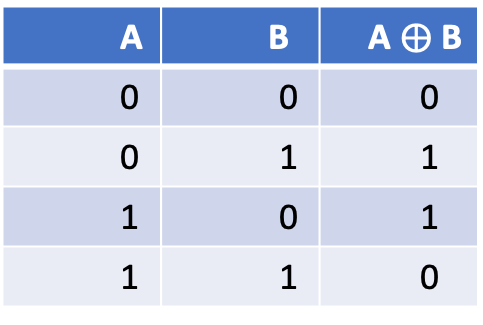 A B A ⊕ B
0 0 0
0 1 1
1 0 1
1 1 0